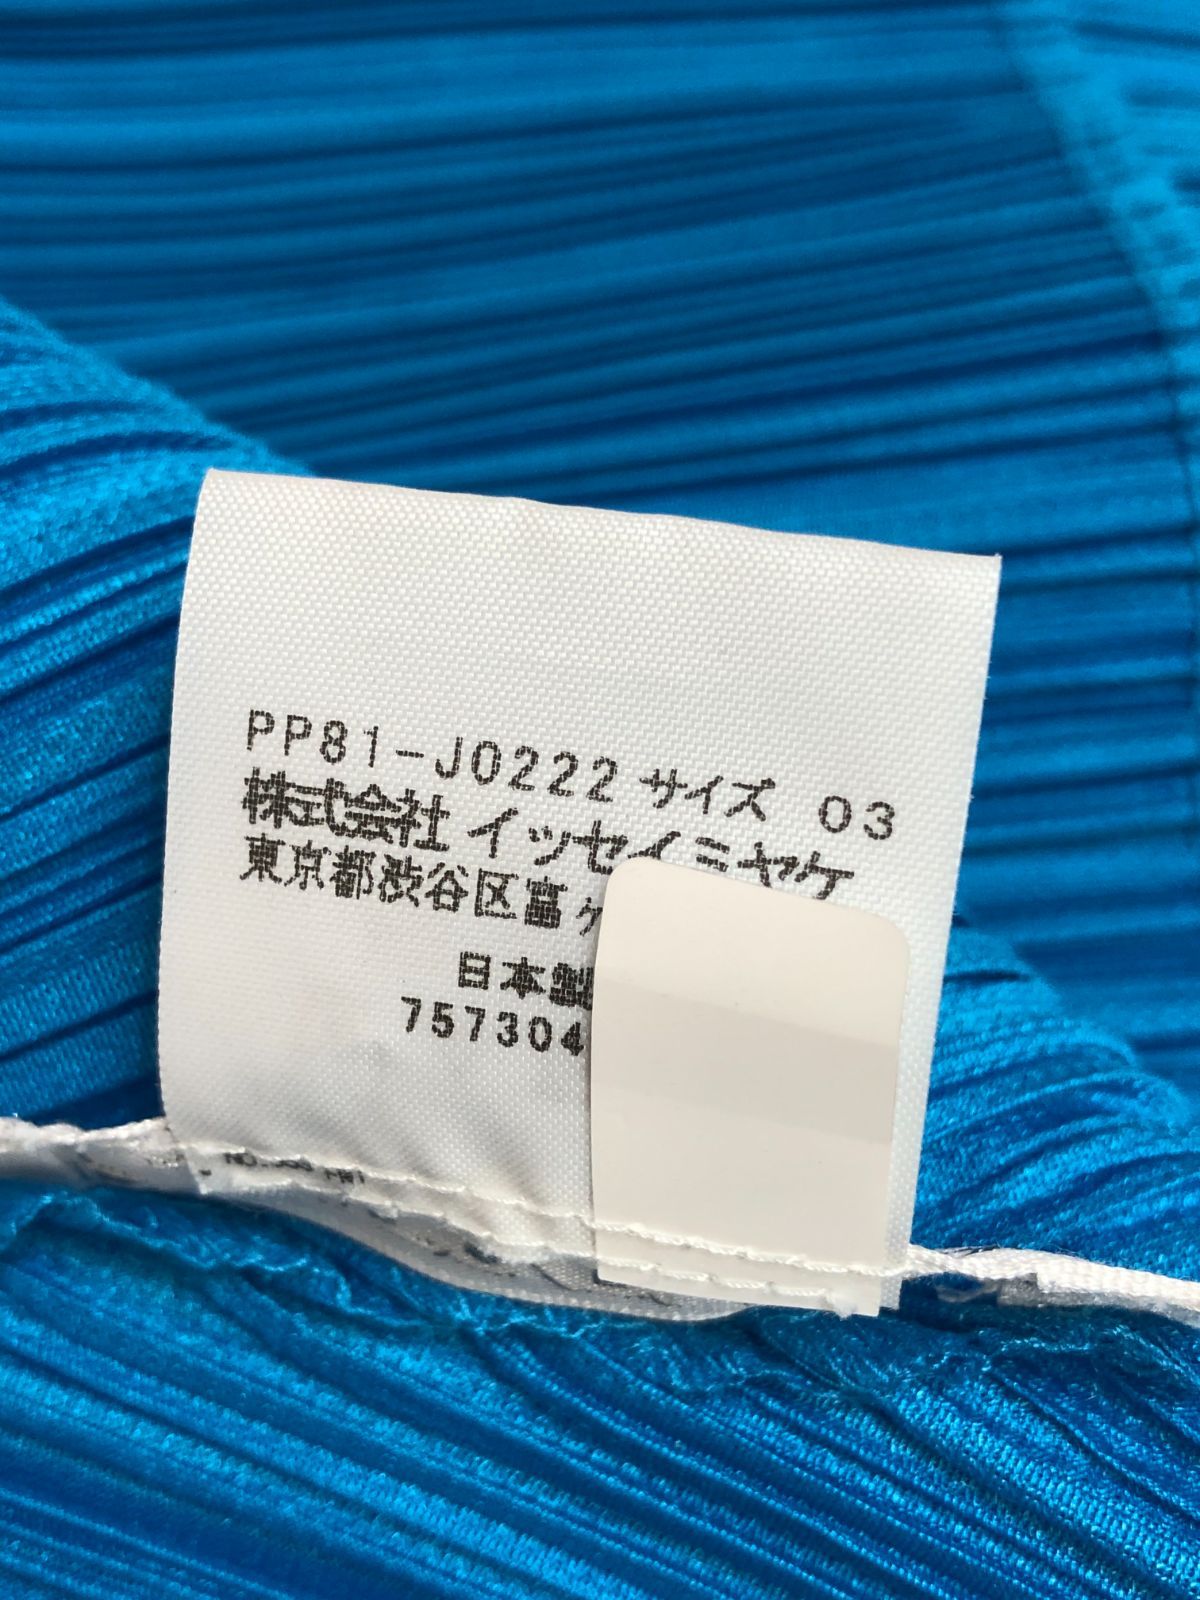 PP81-J0222 サイズ 03
株式会社 イッセイミヤケ
東京都渋谷区富ヶ
日本製
757304